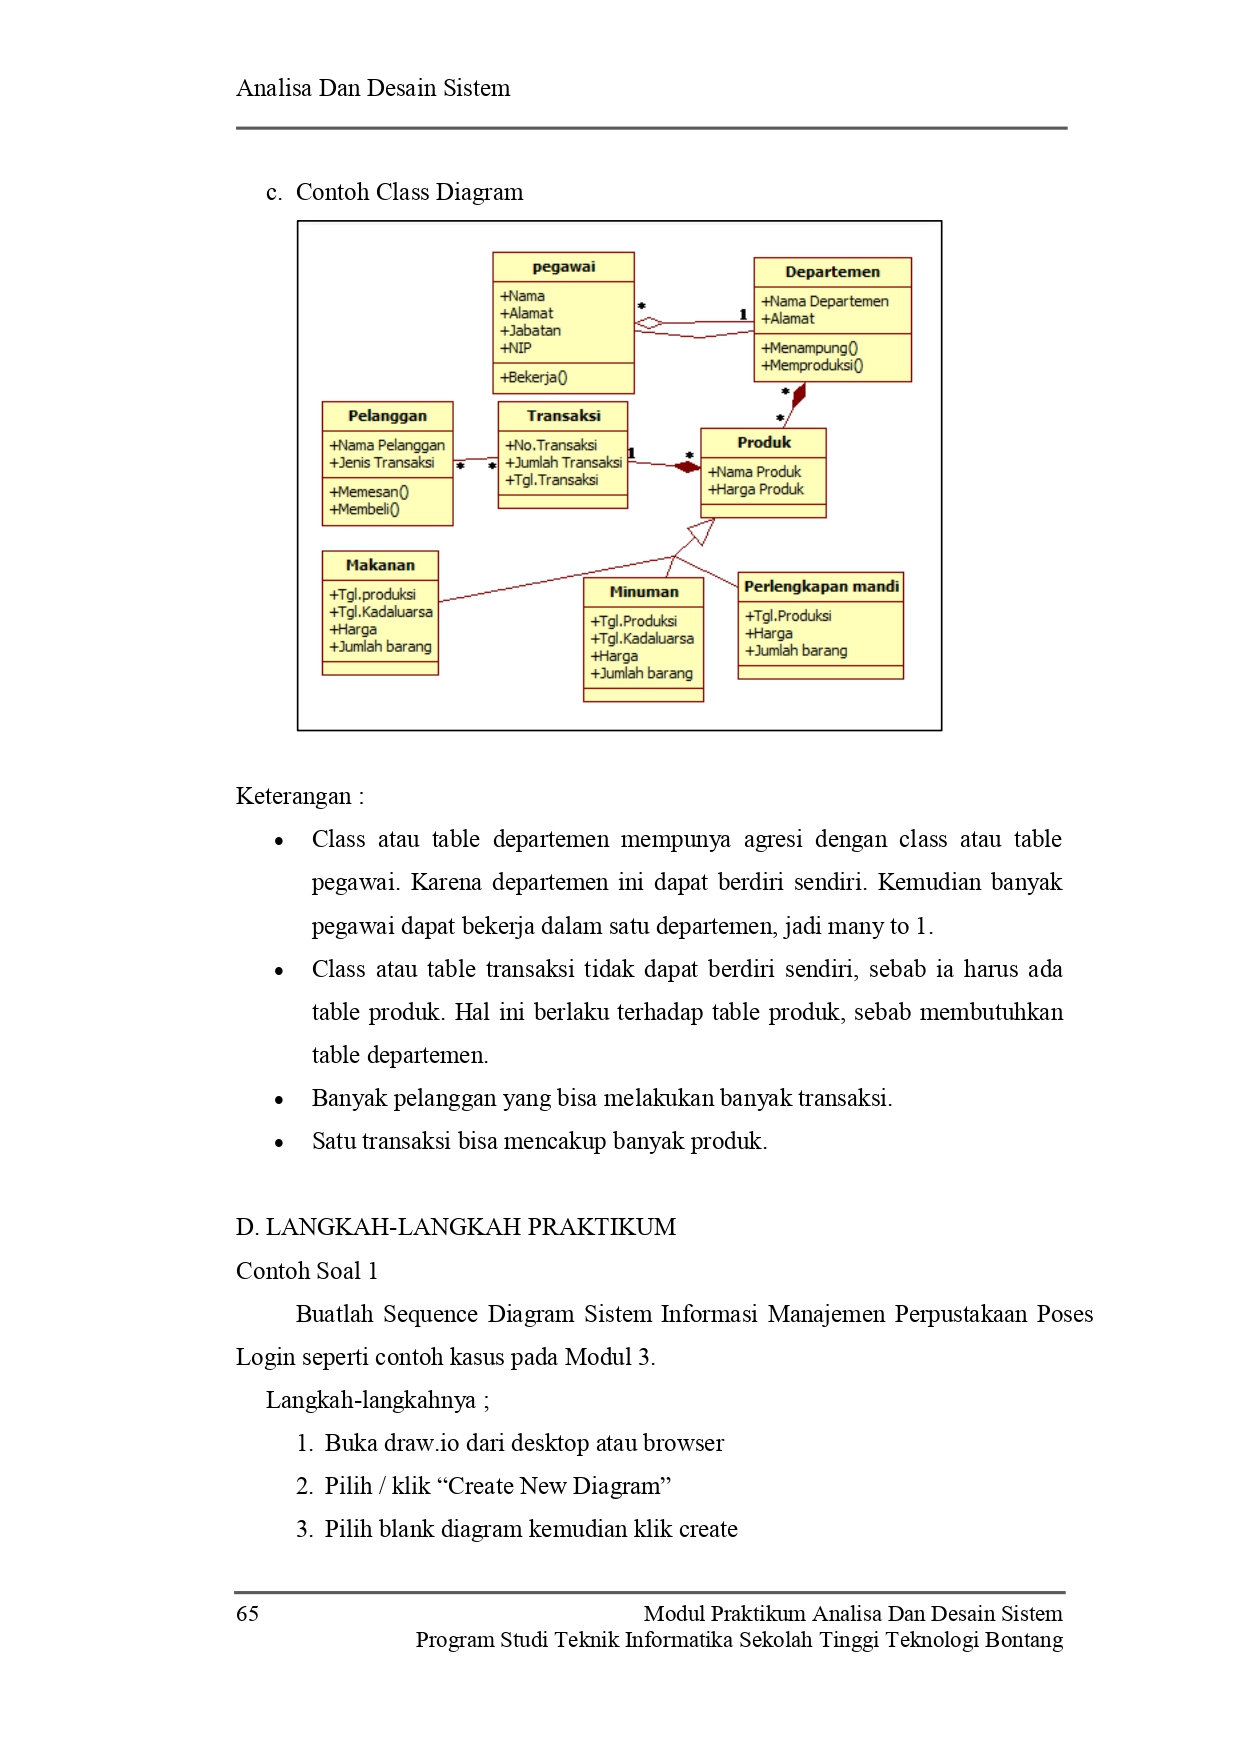 Analisa Dan Desain Sistem
c. Contoh Class Diagram
pegawai
+Nama
+Alamat
+Jabatan
+NIP
+Bekerja()
*
1
Departemen
+Nama Departemen
+Alamat
+Menampung()
+Memproduksi()
*
*
Pelanggan
+Nama Pelanggan
+Jenis Transaksi
+Memesan()
+Membeli()
*
*
Transaksi
+No.Transaksi
+Jumlah Transaksi
+Tgl.Transaksi
1
*
Produk
+Nama Produk
+Harga Produk
Makanan
+Tgl.produksi
+Tgl.Kadaluarsa
+Harga
+Jumlah barang
Minuman
+Tgl.Produksi
+Tgl.Kadaluarsa
+Harga
+Jumlah barang
Perlengkapan mandi
+Tgl.Produksi
+Harga
+Jumlah barang
Keterangan :
• Class atau table departemen mempunya agresi dengan class atau table
pegawai. Karena departemen ini dapat berdiri sendiri. Kemudian banyak
pegawai dapat bekerja dalam satu departemen, jadi many to 1.
• Class atau table transaksi tidak dapat berdiri sendiri, sebab ia harus ada
table produk. Hal ini berlaku terhadap table produk, sebab membutuhkan
table departemen.
• Banyak pelanggan yang bisa melakukan banyak transaksi.
• Satu transaksi bisa mencakup banyak produk.
D. LANGKAH-LANGKAH PRAKTIKUM
Contoh Soal 1
Buatlah Sequence Diagram Sistem Informasi Manajemen Perpustakaan Poses
Login seperti contoh kasus pada Modul 3.
Langkah-langkahnya ;
1. Buka draw.io dari desktop atau browser
2. Pilih / klik “Create New Diagram”
3. Pilih blank diagram kemudian klik create
65
Modul Praktikum Analisa Dan Desain Sistem
Program Studi Teknik Informatika Sekolah Tinggi Teknologi Bontang